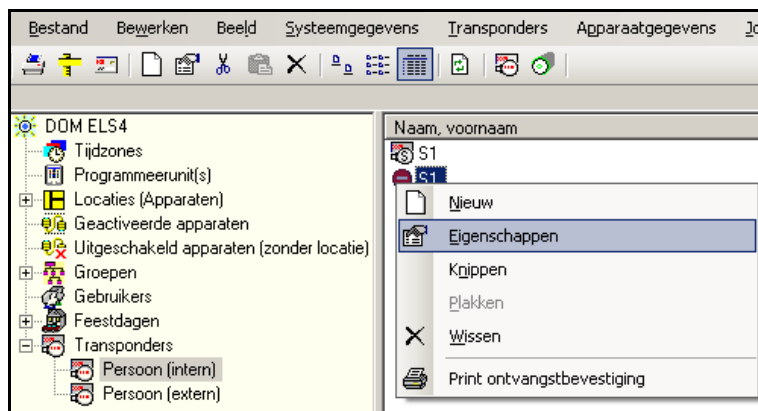 Bestand Bewerken Beeld Systeemgegevens Transponders Apparaatgegevens
DOM ELS4
Tijdzones
Programmeerunit(s)
Locaties (Apparaten)
Geactiveerde apparaten
Uitgeschakeld apparaten (zonder locatie)
Groepen
Gebruikers
Feestdagen
Transponders
Persoon (intern)
Persoon (extern)
Naam, voornaam
S1
S1
Nieuw
Eigenschappen
Knippen
Plakken
Wissen
Print ontvangstbevestiging